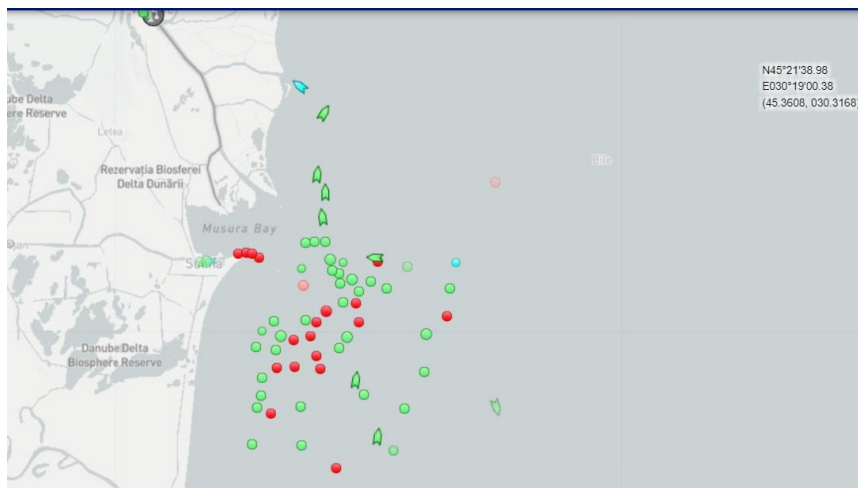 N45°21'38.98
E030°19'00.38
(45.3608, 030.3168)
ube Delta
ere Reserve
Letea
Rezervația Biosferei
Delta Dunării
Musura Bay
Danube Delta
Biosphere Reserve